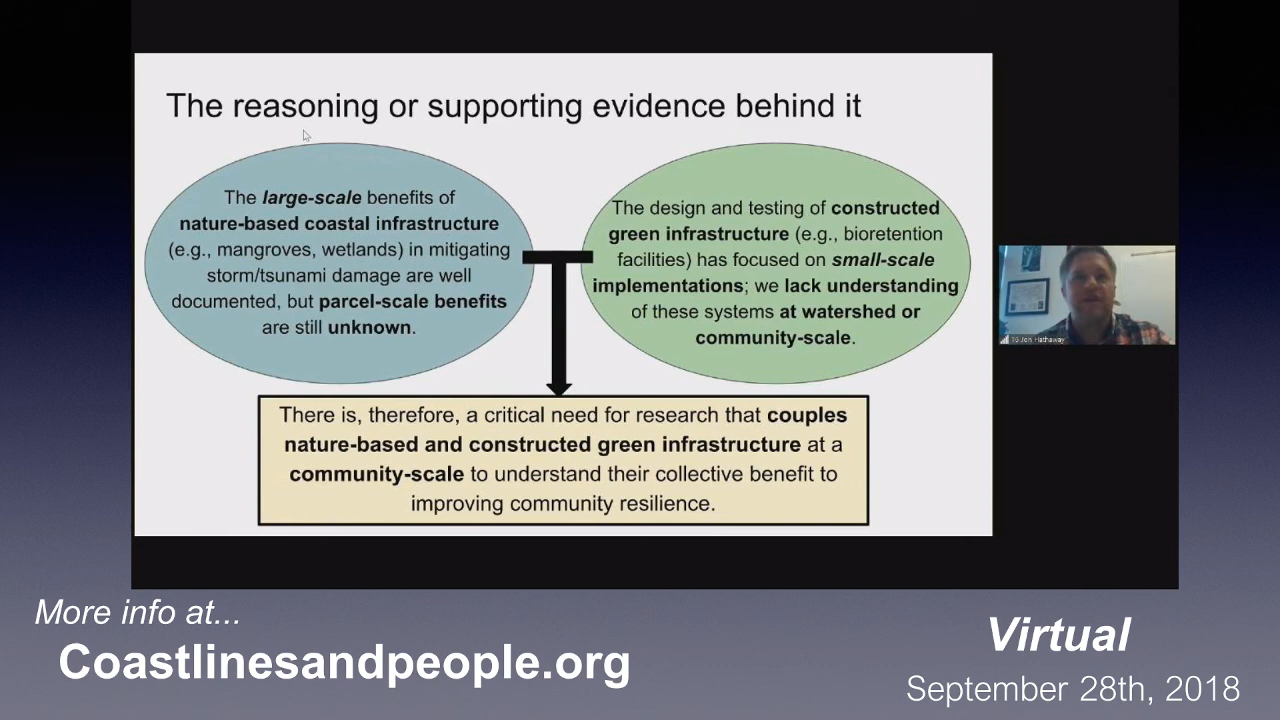 The reasoning or supporting evidence behind it
The large-scale benefits of
nature-based coastal infrastructure
(e.g., mangroves, wetlands) in mitigating
storm/tsunami damage are well
documented, but parcel-scale benefits
are still unknown.
The design and testing of constructed
green infrastructure (e.g., bioretention
facilities) has focused on small-scale
implementations; we lack understanding
of these systems at watershed or
community-scale.
There is, therefore, a critical need for research that couples
nature-based and constructed green infrastructure at a
community-scale to understand their collective benefit to
improving community resilience.
TG Jon Hathaway
More info at...
Coastlinesandpeople.org
Virtual
September 28th, 2018